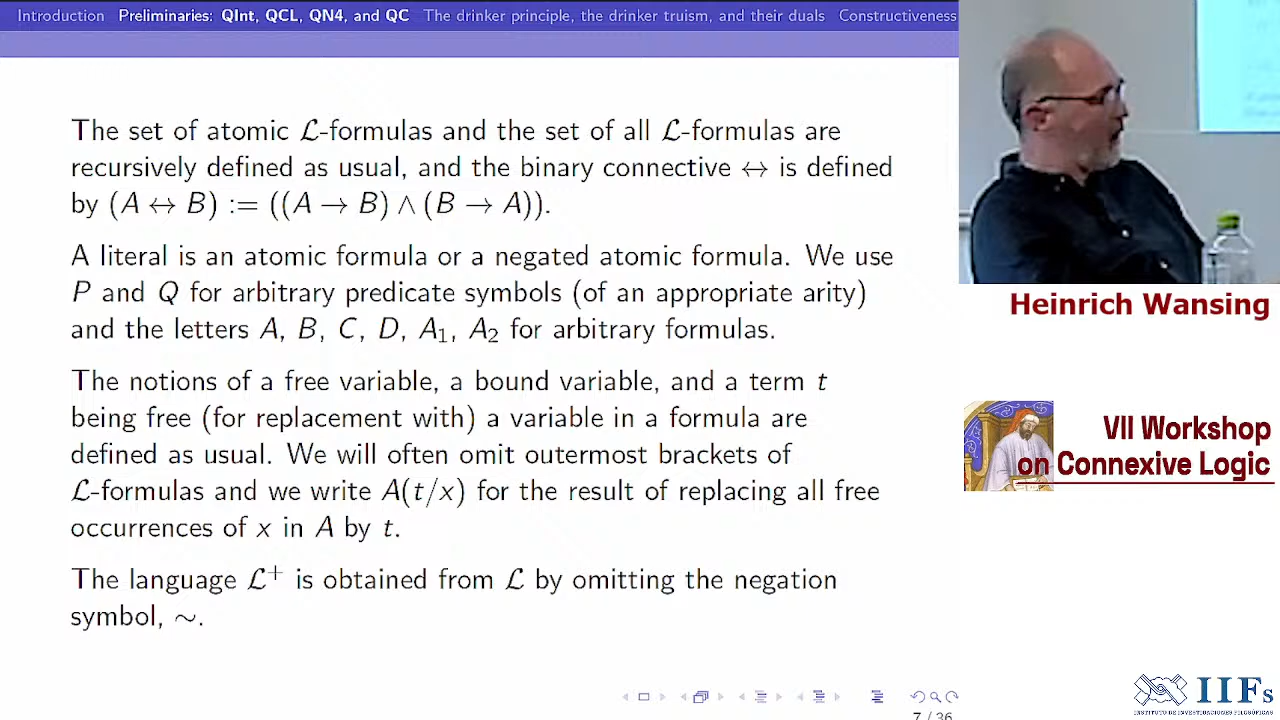 Introduction Preliminaries: QInt, QCL, QN4, and QC The drinker principle, the drinker truism, and their duals Constructiveness
The set of atomic ℒ-formulas and the set of all ℒ-formulas are
recursively defined as usual, and the binary connective ↔ is defined
by (A ↔ B) := ((A → B) ∧ (B → A)).
A literal is an atomic formula or a negated atomic formula. We use
P and Q for arbitrary predicate symbols (of an appropriate arity)
and the letters A, B, C, D, A₁, A₂ for arbitrary formulas.
The notions of a free variable, a bound variable, and a term t
being free (for replacement with) a variable in a formula are
defined as usual. We will often omit outermost brackets of
ℒ-formulas and we write A(t/x) for the result of replacing all free
occurrences of x in A by t.
The language ℒ⁺ is obtained from ℒ by omitting the negation
symbol, ∼.
7 / 36
Heinrich Wansing
VII Workshop
on Connexive Logic
IIFs
INSTITUTO DE INVESTIGACIONES FILOSÓFICAS